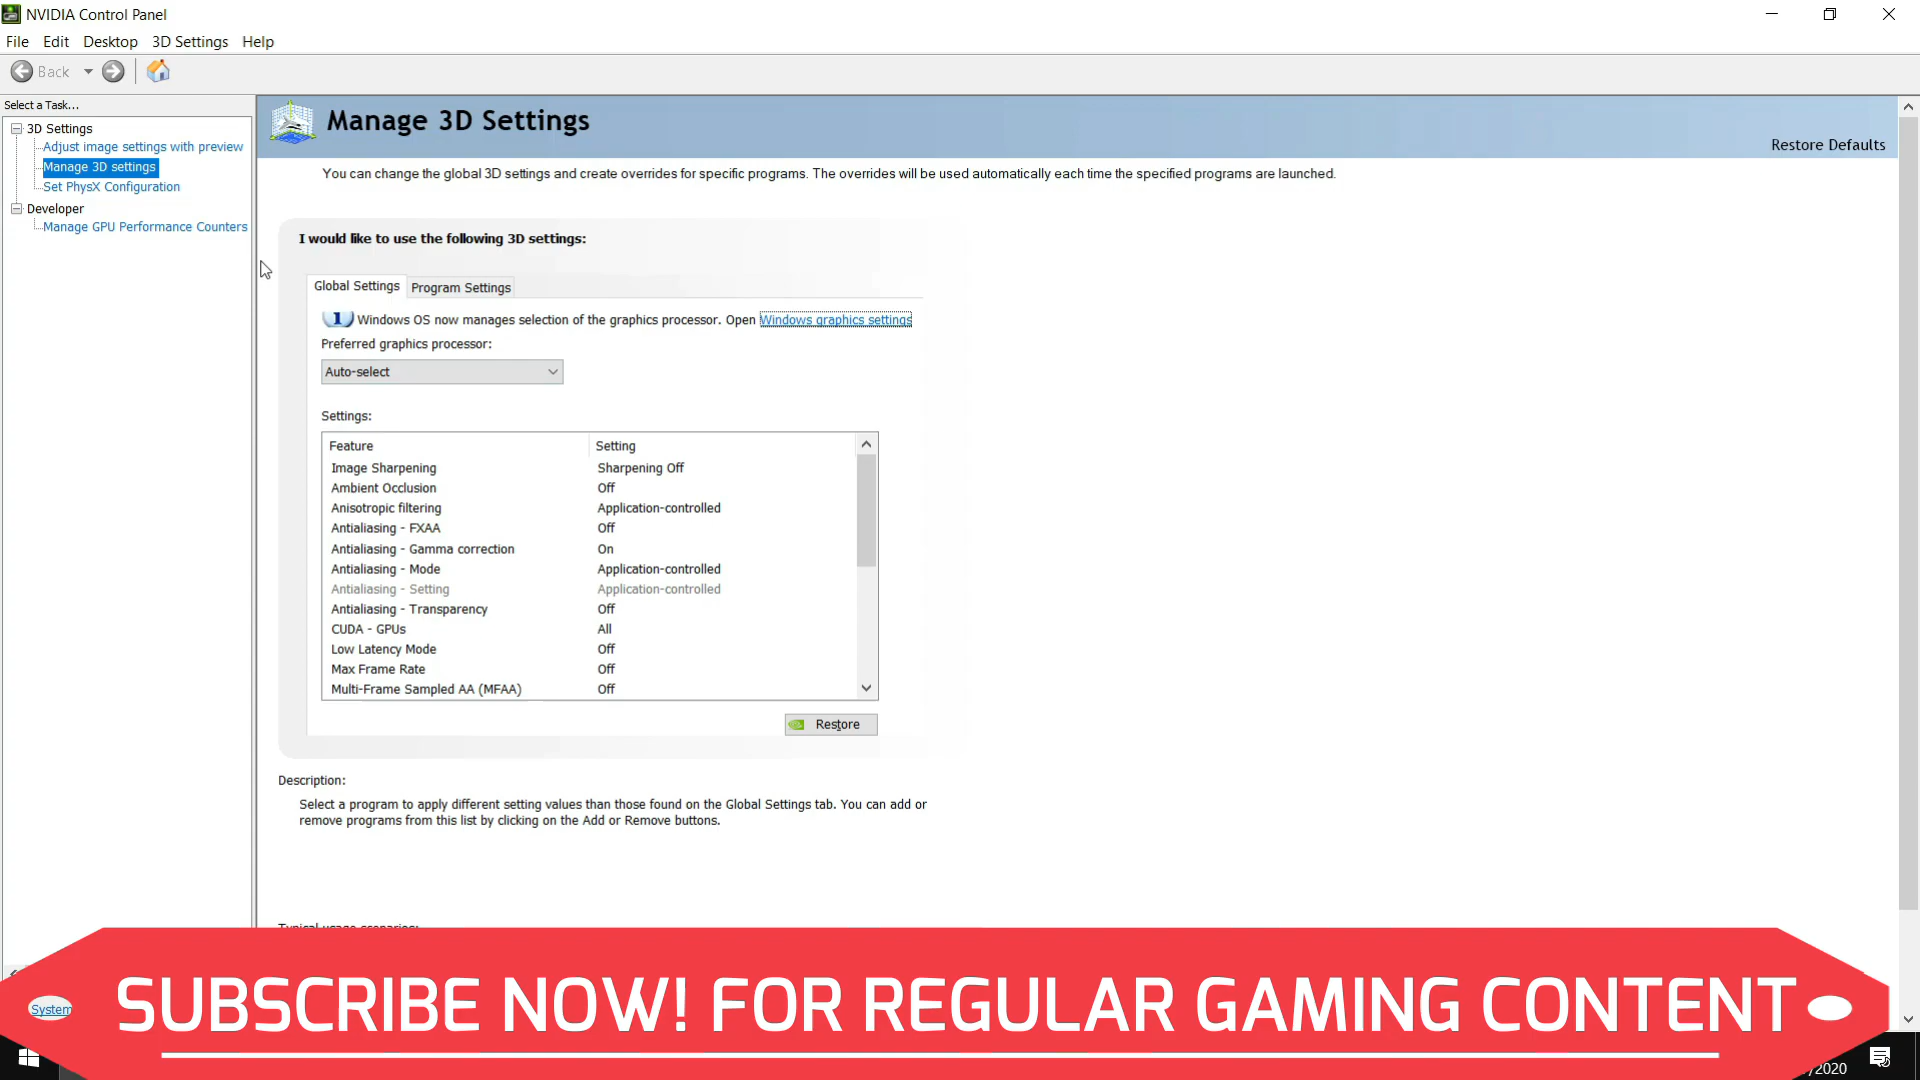 NVIDIA Control Panel
File Edit Desktop 3D Settings Help
Back
Select a Task...
3D Settings
Adjust image settings with preview
Manage 3D settings
Set PhysX Configuration
Developer
Manage GPU Performance Counters
Manage 3D Settings
Restore Defaults
You can change the global 3D settings and create overrides for specific programs. The overrides will be used automatically each time the specified programs are launched.
I would like to use the following 3D settings:
Global Settings Program Settings
Windows OS now manages selection of the graphics processor. Open Windows graphics settings
Preferred graphics processor:
Auto-select
Settings:
Feature Setting
Image Sharpening Sharpening Off
Ambient Occlusion Off
Anisotropic filtering Application-controlled
Antialiasing - FXAA Off
Antialiasing - Gamma correction On
Antialiasing - Mode Application-controlled
Antialiasing - Setting Application-controlled
Antialiasing - Transparency Off
CUDA - GPUs All
Low Latency Mode Off
Max Frame Rate Off
Multi-Frame Sampled AA (MFAA) Off
Restore
Description:
Select a program to apply different setting values than those found on the Global Settings tab. You can add or
remove programs from this list by clicking on the Add or Remove buttons.
Typical usage scenarios:
System
SUBSCRIBE NOW! FOR REGULAR GAMING CONTENT
/2020